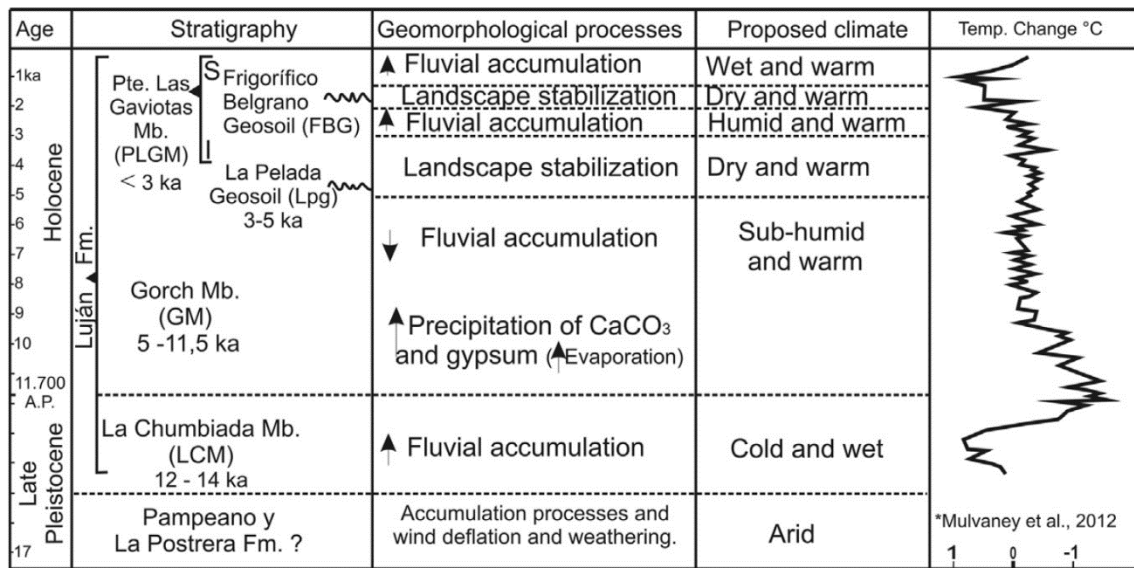 Age
Stratigraphy
Geomorphological processes
Proposed climate
Temp. Change °C
1ka
2
3
4
5
6
7
8
9
10
11.700
A.P.
17
Holocene
Late
Pleistocene
Luján Fm.
Pte. Las
Gaviotas
Mb.
(PLGM)
< 3 ka
S
I
Frigorífico
Belgrano
Geosoil (FBG)
La Pelada
Geosoil (Lpg)
3-5 ka
Gorch Mb.
(GM)
5 -11,5 ka
La Chumbiada Mb.
(LCM)
12 - 14 ka
Pampeano y
La Postrera Fm. ?
Fluvial accumulation
Landscape stabilization
Fluvial accumulation
Landscape stabilization
Fluvial accumulation
Precipitation of CaCO₃
and gypsum (Evaporation)
Fluvial accumulation
Accumulation processes and
wind deflation and weathering.
Wet and warm
Dry and warm
Humid and warm
Dry and warm
Sub-humid
and warm
Cold and wet
Arid
*Mulvaney et al., 2012
1 0 -1